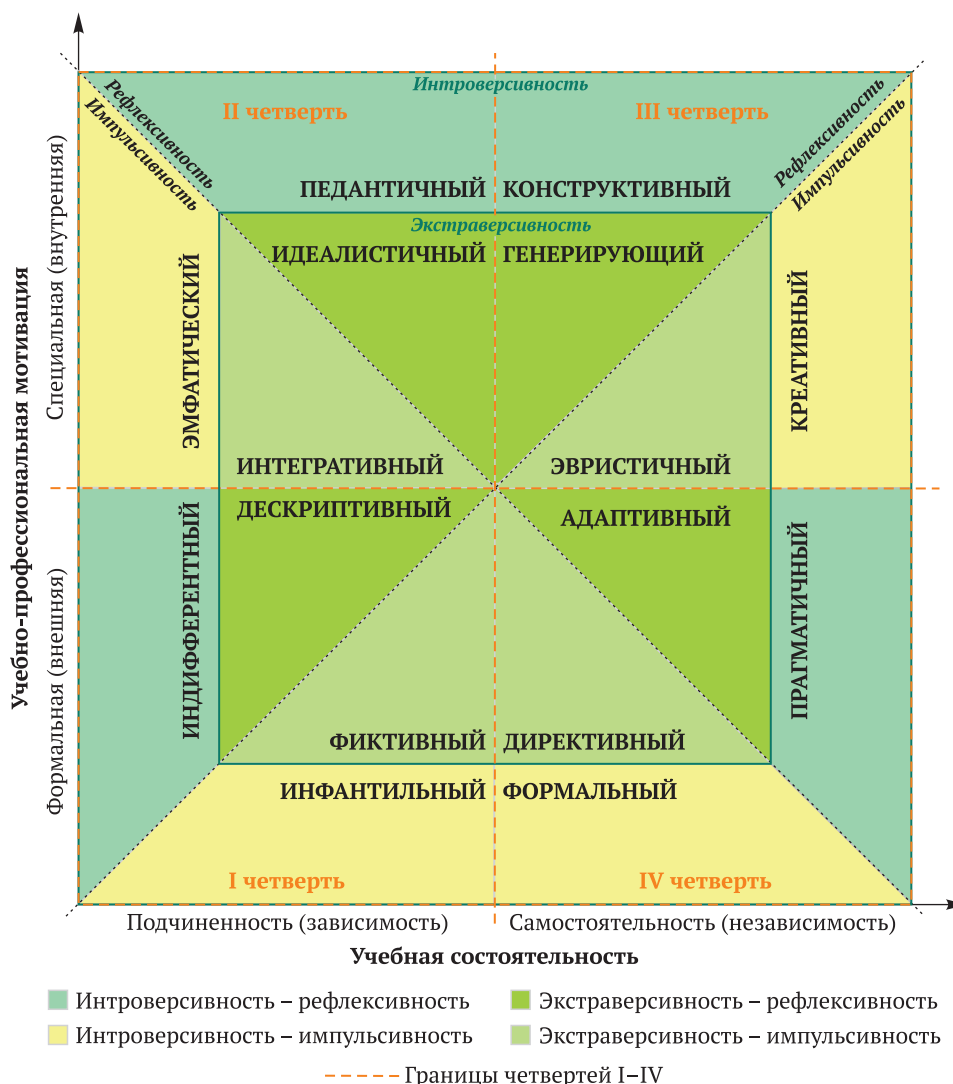 Интроверсивность
Рефлексивность
Импульсивность
II четверть
III четверть
Рефлексивность
Импульсивность
ПЕДАНТИЧНЫЙ
КОНСТРУКТИВНЫЙ
Экстраверсивность
ИДЕАЛИСТИЧНЫЙ
ГЕНЕРИРУЮЩИЙ
ЭМФАТИЧЕСКИЙ
КРЕАТИВНЫЙ
ИНТЕГРАТИВНЫЙ
ЭВРИСТИЧНЫЙ
ДЕСКРИПТИВНЫЙ
АДАПТИВНЫЙ
ИНДИФФЕРЕНТНЫЙ
ПРАГМАТИЧНЫЙ
ФИКТИВНЫЙ
ДИРЕКТИВНЫЙ
ИНФАНТИЛЬНЫЙ
ФОРМАЛЬНЫЙ
I четверть
IV четверть
Учебно-профессиональная мотивация
Специальная (внутренняя)
Формальная (внешняя)
Подчиненность (зависимость)
Самостоятельность (независимость)
Учебная состоятельность
Интроверсивность – рефлексивность
Экстраверсивность – рефлексивность
Интроверсивность – импульсивность
Экстраверсивность – импульсивность
Границы четвертей I–IV